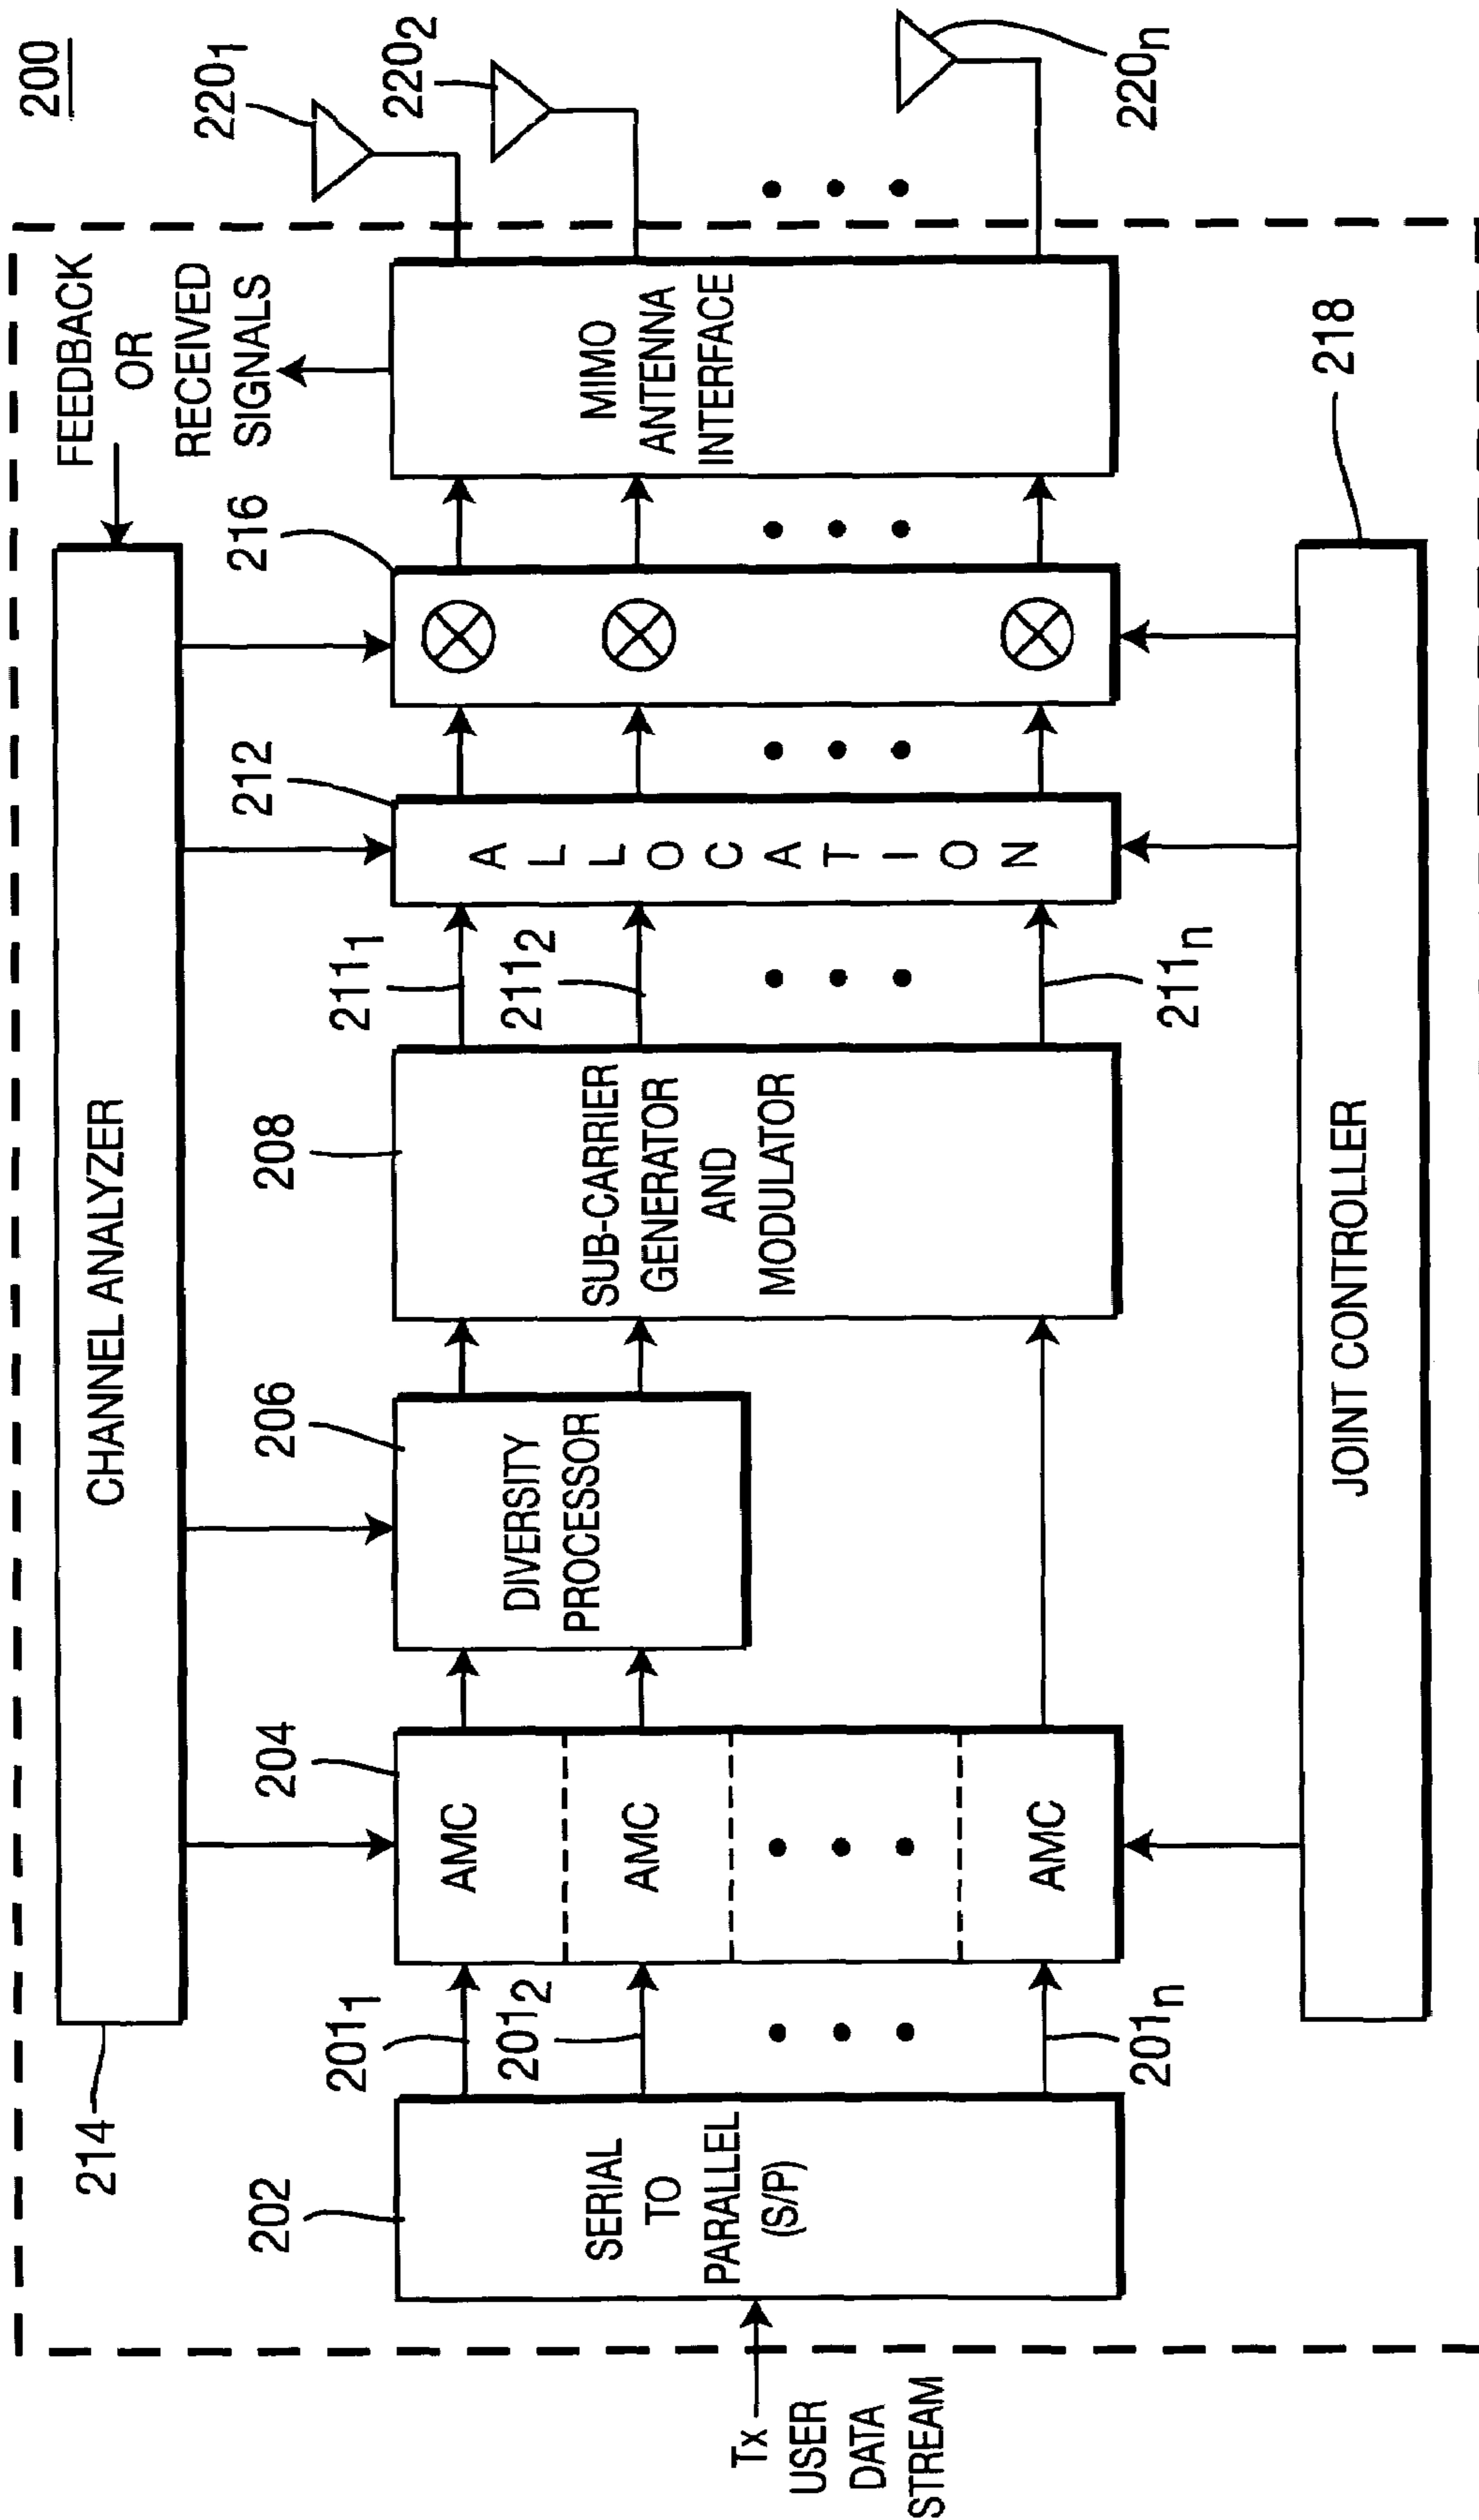 200
CHANNEL ANALYZER
214
FEEDBACK
OR
RECEIVED
SIGNALS
202
204
206
208
212
216
220₁
220₂
220ₙ
201₁
201₂
201ₙ
211₁
211₂
211ₙ
Tx
USER
DATA
STREAM
SERIAL
TO
PARALLEL
(S/P)
AMC
AMC
AMC
DIVERSITY
PROCESSOR
SUB-CARRIER
GENERATOR
AND
MODULATOR
ALLOCATION
MIMO
ANTENNA
INTERFACE
JOINT CONTROLLER
218